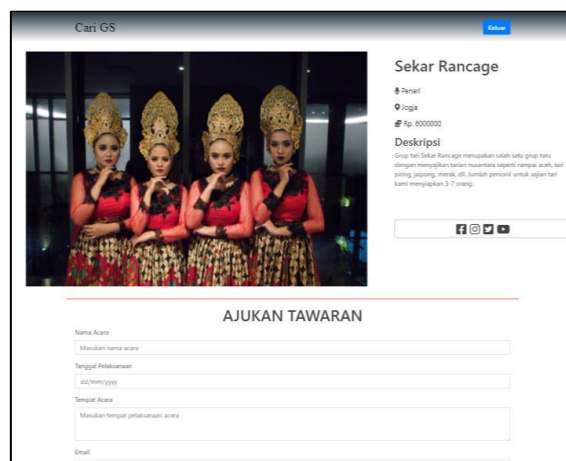 Cari GS
Keluar
Sekar Rancage
Penari
Jogja
Rp. 6000000
Deskripsi
Grup tari Sekar Rancage merupakan salah satu grup taru
dengan menyajikan tarian nusantara seperti rampai aceh, tari
piring, jaipong, merak, dll. Jumlah personil untuk sajian tari
kami menyiapkan 3-7 orang.
AJUKAN TAWARAN
Nama Acara
Masukan nama acara
Tanggal Pelaksanaan
dd/mm/yyyy
Tempat Acara
Masukan tempat pelaksanaan acara
Email